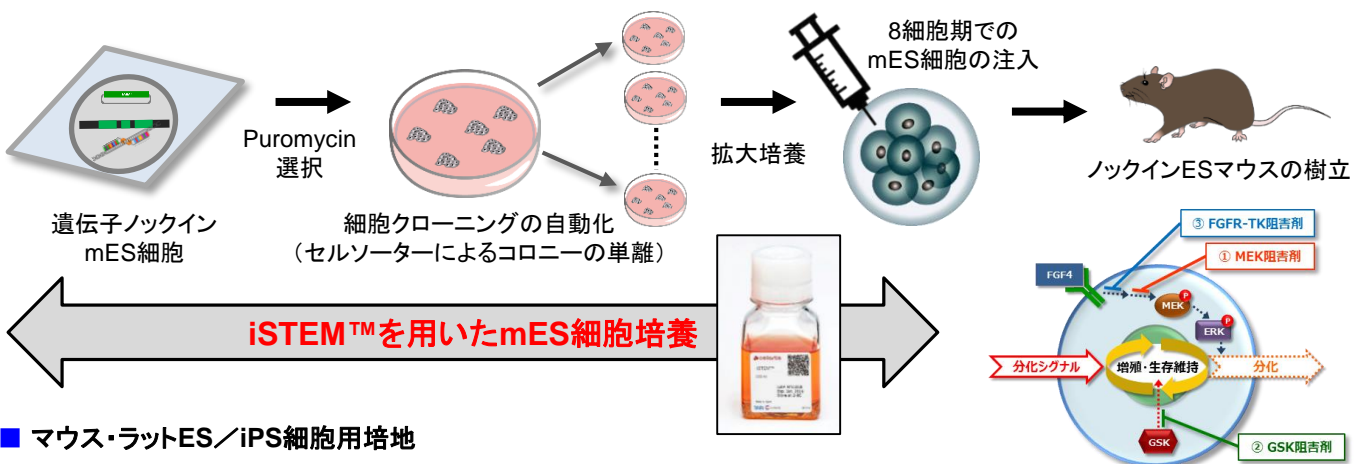 8細胞期での
mES細胞の注入
Puromycin
選択
拡大培養
ノックインESマウスの樹立
遺伝子ノックイン
mES細胞
細胞クローニングの自動化
（セルソーターによるコロニーの単離）
iSTEM™を用いたmES細胞培養
③ FGFR-TK阻害剤
① MEK阻害剤
FGF4
MEK
P
ERK
P
分化シグナル
増殖・生存維持
分化
GSK
② GSK阻害剤
■ マウス・ラットES／iPS細胞用培地